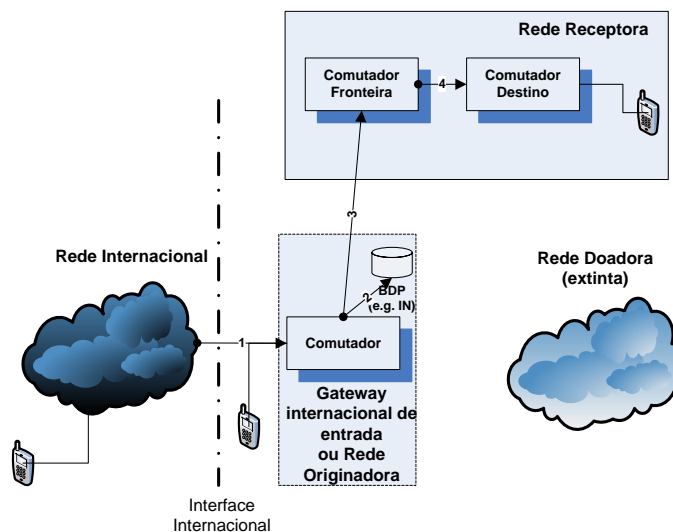 Rede Receptora
Comutador
Fronteira
4
Comutador
Destino
3
Rede Internacional
Rede Doadora
(extinta)
2
BDP
(e.g. IN)
1
Comutador
Gateway
internacional de
entrada
ou Rede
Originadora
Interface
Internacional